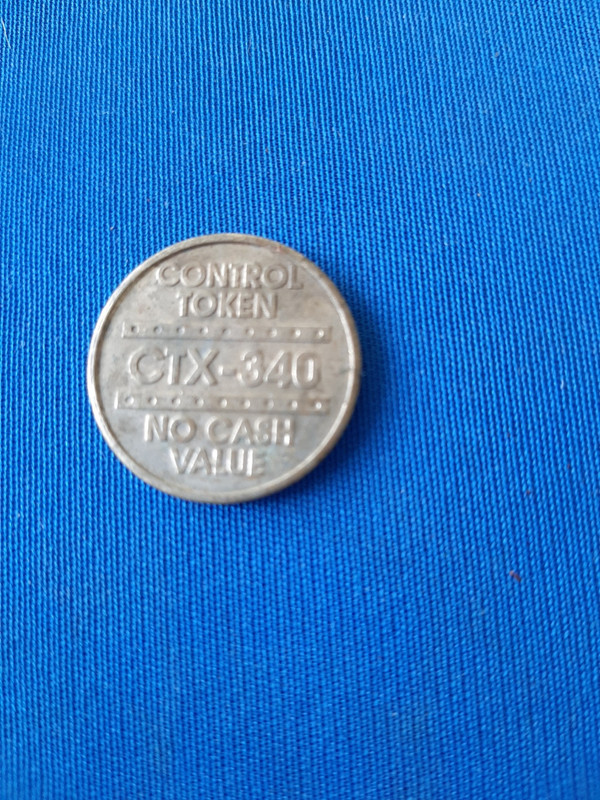 CONTROL
TOKEN
CTX-340
NO CASH
VALUE